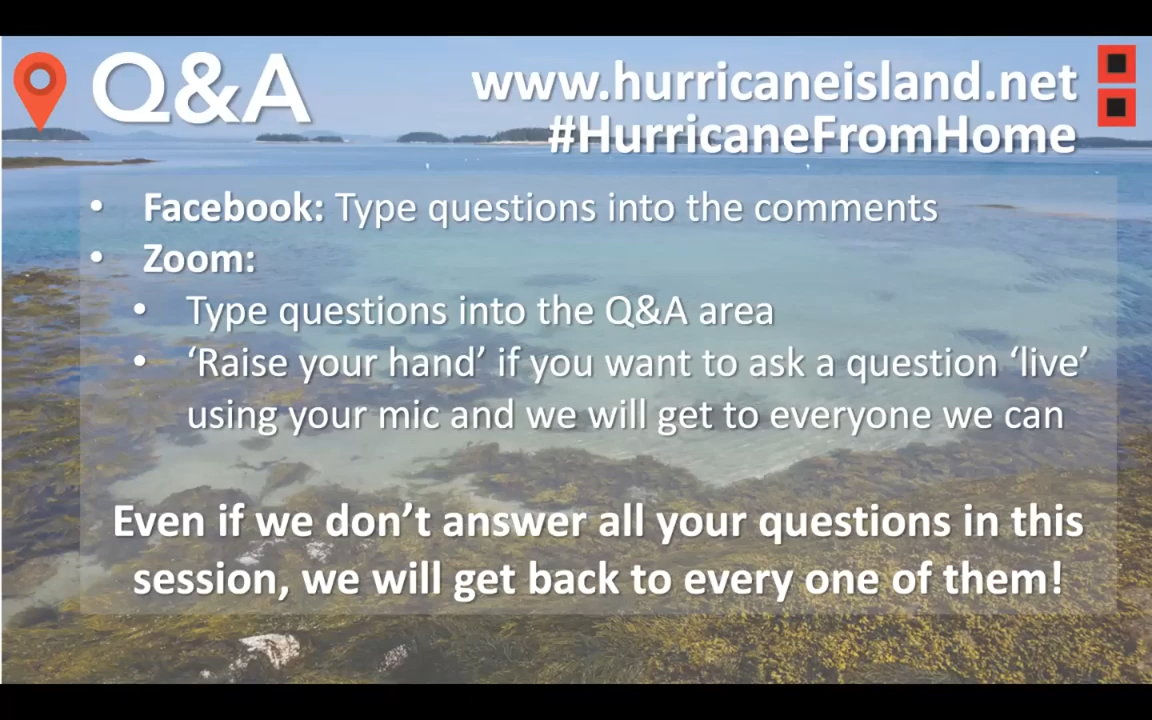 Q&A
www.hurricaneisland.net
#HurricaneFromHome
• Facebook: Type questions into the comments
• Zoom:
• Type questions into the Q&A area
• ‘Raise your hand’ if you want to ask a question ‘live’
using your mic and we will get to everyone we can
Even if we don’t answer all your questions in this
session, we will get back to every one of them!